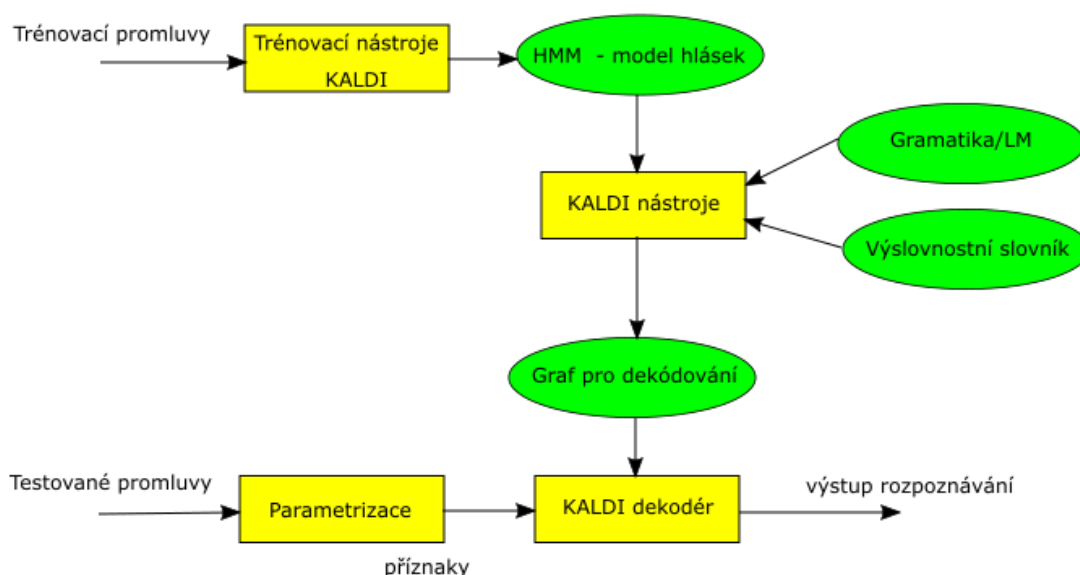 Trénovací promluvy
Trénovací nástroje
KALDI
HMM  - model hlásek
Gramatika/LM
KALDI nástroje
Výslovnostní slovník
Graf pro dekódování
Testované promluvy
Parametrizace
příznaky
KALDI dekodér
výstup rozpoznávání